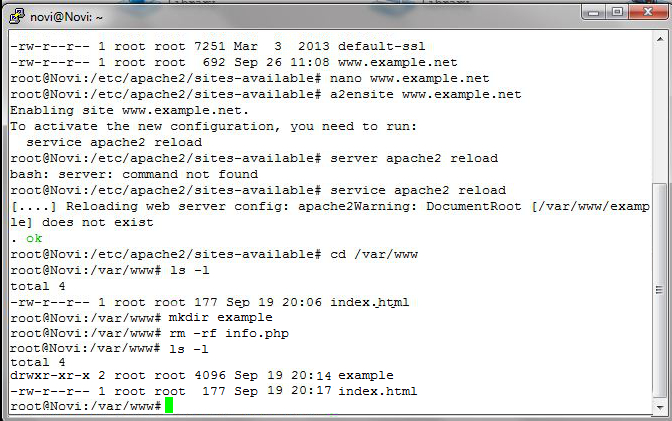 novi@Novi: ~
-rw-r--r-- 1 root root 7251 Mar  3  2013 default-ssl
-rw-r--r-- 1 root root  692 Sep 26 11:08 www.example.net
root@Novi:/etc/apache2/sites-available# nano www.example.net
root@Novi:/etc/apache2/sites-available# a2ensite www.example.net
Enabling site www.example.net.
To activate the new configuration, you need to run:
  service apache2 reload
root@Novi:/etc/apache2/sites-available# server apache2 reload
bash: server: command not found
root@Novi:/etc/apache2/sites-available# service apache2 reload
[....] Reloading web server config: apache2Warning: DocumentRoot [/var/www/examp
le] does not exist
. ok
root@Novi:/etc/apache2/sites-available# cd /var/www
root@Novi:/var/www# ls -l
total 4
-rw-r--r-- 1 root root 177 Sep 19 20:06 index.html
root@Novi:/var/www# mkdir example
root@Novi:/var/www# rm -rf info.php
root@Novi:/var/www# ls -l
total 4
drwxr-xr-x 2 root root 4096 Sep 19 20:14 example
-rw-r--r-- 1 root root  177 Sep 19 20:17 index.html
root@Novi:/var/www#